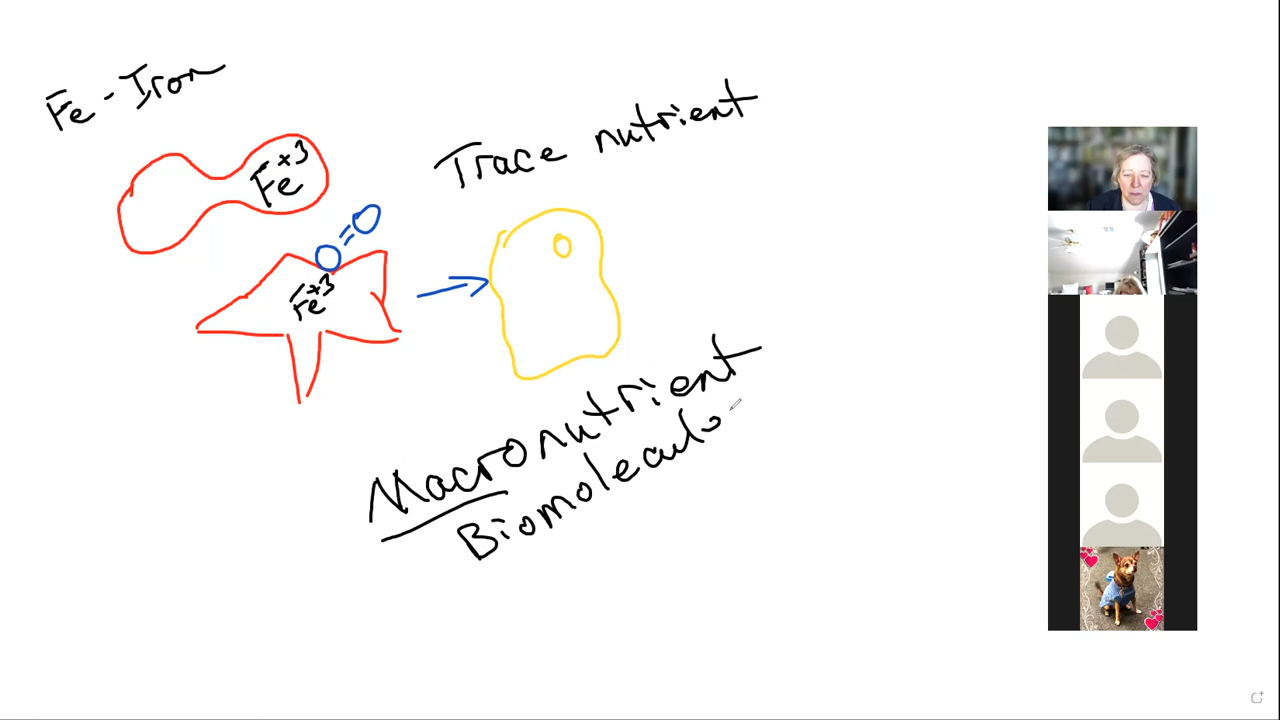 Fe - Iron
Trace nutrient
Fe+3
O=O
Fe+3
Macronutrient
Biomolecule